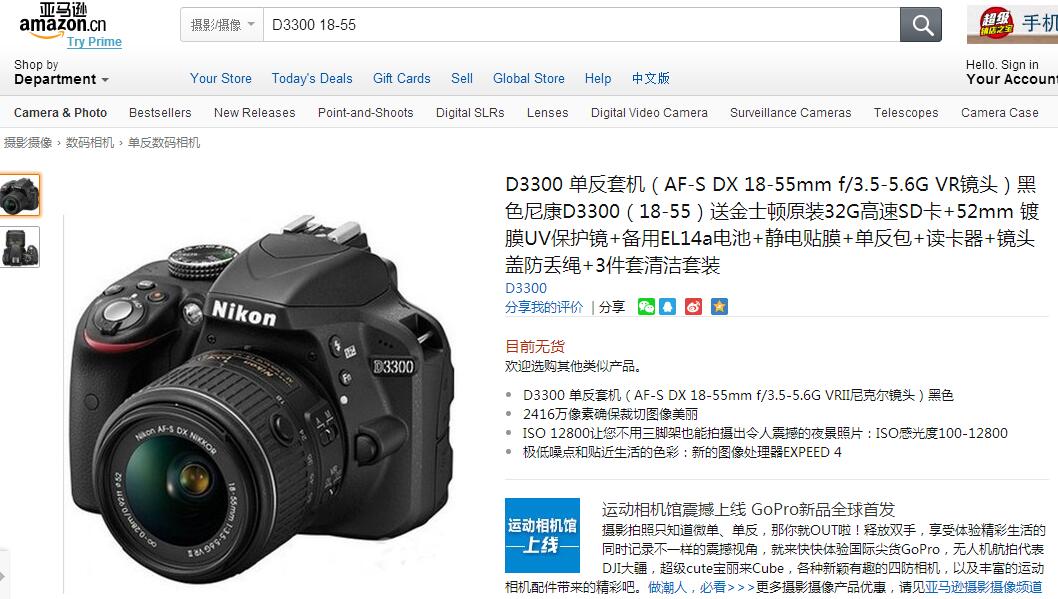 亚马逊
amazon.cn
Try Prime
摄影/摄像
D3300 18-55
超级
镇店之宝
手机
Shop by
Department
Your Store
Today's Deals
Gift Cards
Sell
Global Store
Help
中文版
Hello. Sign in
Your Account
Camera & Photo
Bestsellers
New Releases
Point-and-Shoots
Digital SLRs
Lenses
Digital Video Camera
Surveillance Cameras
Telescopes
Camera Case
摄影摄像 › 数码相机 › 单反数码相机
D3300 单反套机（AF-S DX 18-55mm f/3.5-5.6G VR镜头）黑
色尼康D3300（18-55）送金士顿原装32G高速SD卡+52mm 镀
膜UV保护镜+备用EL14a电池+静电贴膜+单反包+读卡器+镜头
盖防丢绳+3件套清洁套装
D3300
分享我的评价 | 分享
目前无货
欢迎选购其他类似产品。
D3300 单反套机（AF-S DX 18-55mm f/3.5-5.6G VRII尼克尔镜头）黑色
2416万像素确保裁切图像美丽
ISO 12800让您不用三脚架也能拍摄出令人震撼的夜景照片：ISO感光度100-12800
极低噪点和贴近生活的色彩：新的图像处理器EXPEED 4
Nikon
D3300
Nikon AF-S DX NIKKOR
18-55mm 1:3.5-5.6G VR II
∞-0.28m/0.92ft ø52
运动相机馆
上线
运动相机馆震撼上线 GoPro新品全球首发
摄影拍照只知道微单、单反，那你就OUT啦！释放双手，享受体验精彩生活的
同时记录不一样的震撼视角，就来快快体验国际尖货GoPro，无人机航拍代表
DJI大疆，超级cute宝丽来Cube，各种新颖有趣的四防相机，以及丰富的运动
相机配件带来的精彩吧。做潮人，必看>>>更多摄影摄像产品优惠，请见亚马逊摄影摄像频道